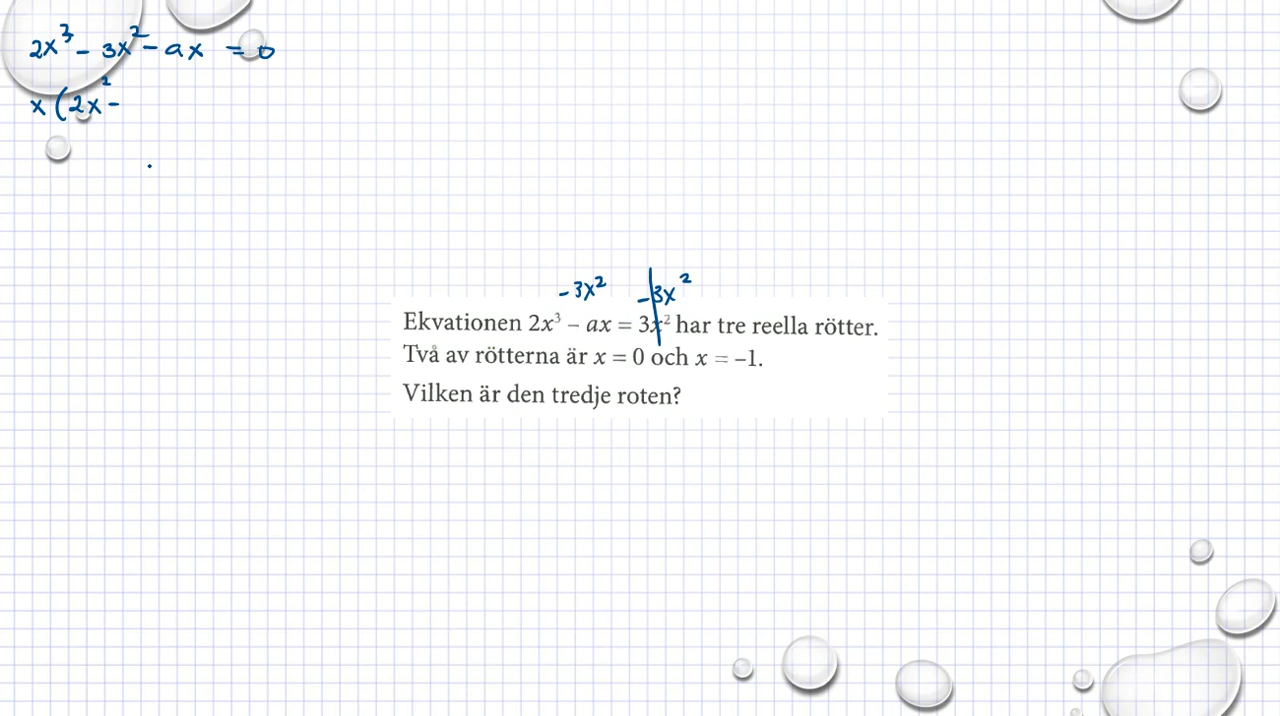 2x³ - 3x² - ax = 0
x (2x² -
-3x² -3x²
Ekvationen 2x³ – ax = 3x² har tre reella rötter.
Två av rötterna är x = 0 och x = –1.
Vilken är den tredje roten?